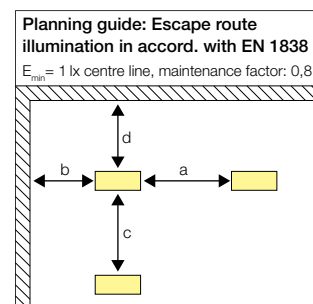 Planning guide: Escape route
illumination in accord. with EN 1838
Emin= 1 lx centre line, maintenance factor: 0,8
d
b
a
c